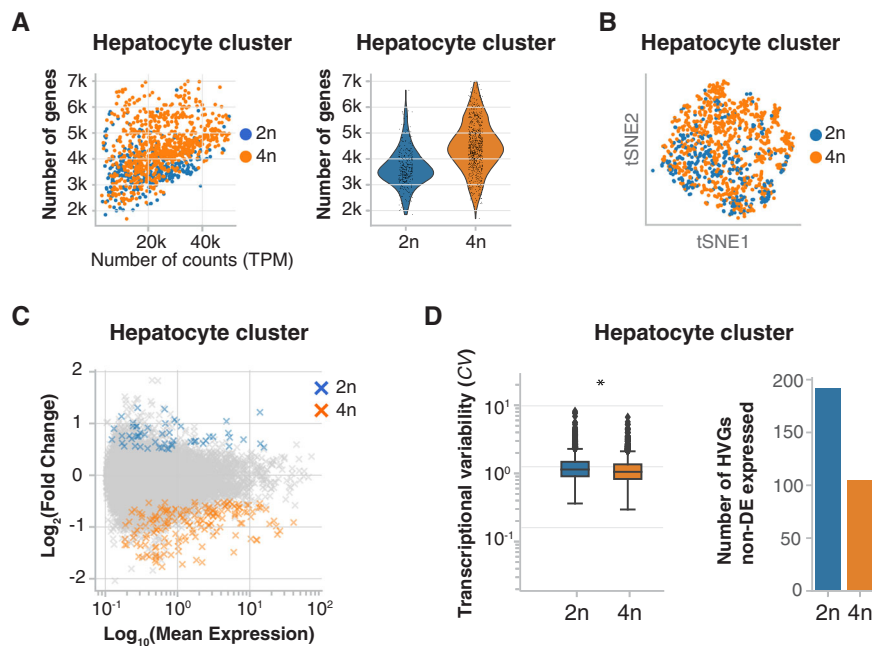 A
Hepatocyte cluster
Number of genes
7k
6k
5k
4k
3k
2k
20k
40k
Number of counts (TPM)
2n
4n
Hepatocyte cluster
Number of genes
7k
6k
5k
4k
3k
2k
2n
4n
B
Hepatocyte cluster
tSNE2
tSNE1
2n
4n
C
Hepatocyte cluster
Log₂(Fold Change)
2
1
0
-1
-2
10⁻¹
10⁰
10¹
10²
Log₁₀(Mean Expression)
2n
4n
D
Hepatocyte cluster
Transcriptional variability (CV)
10¹
10⁰
10⁻¹
*
2n
4n
Number of HVGs
non-DE expressed
200
150
100
50
0
2n
4n